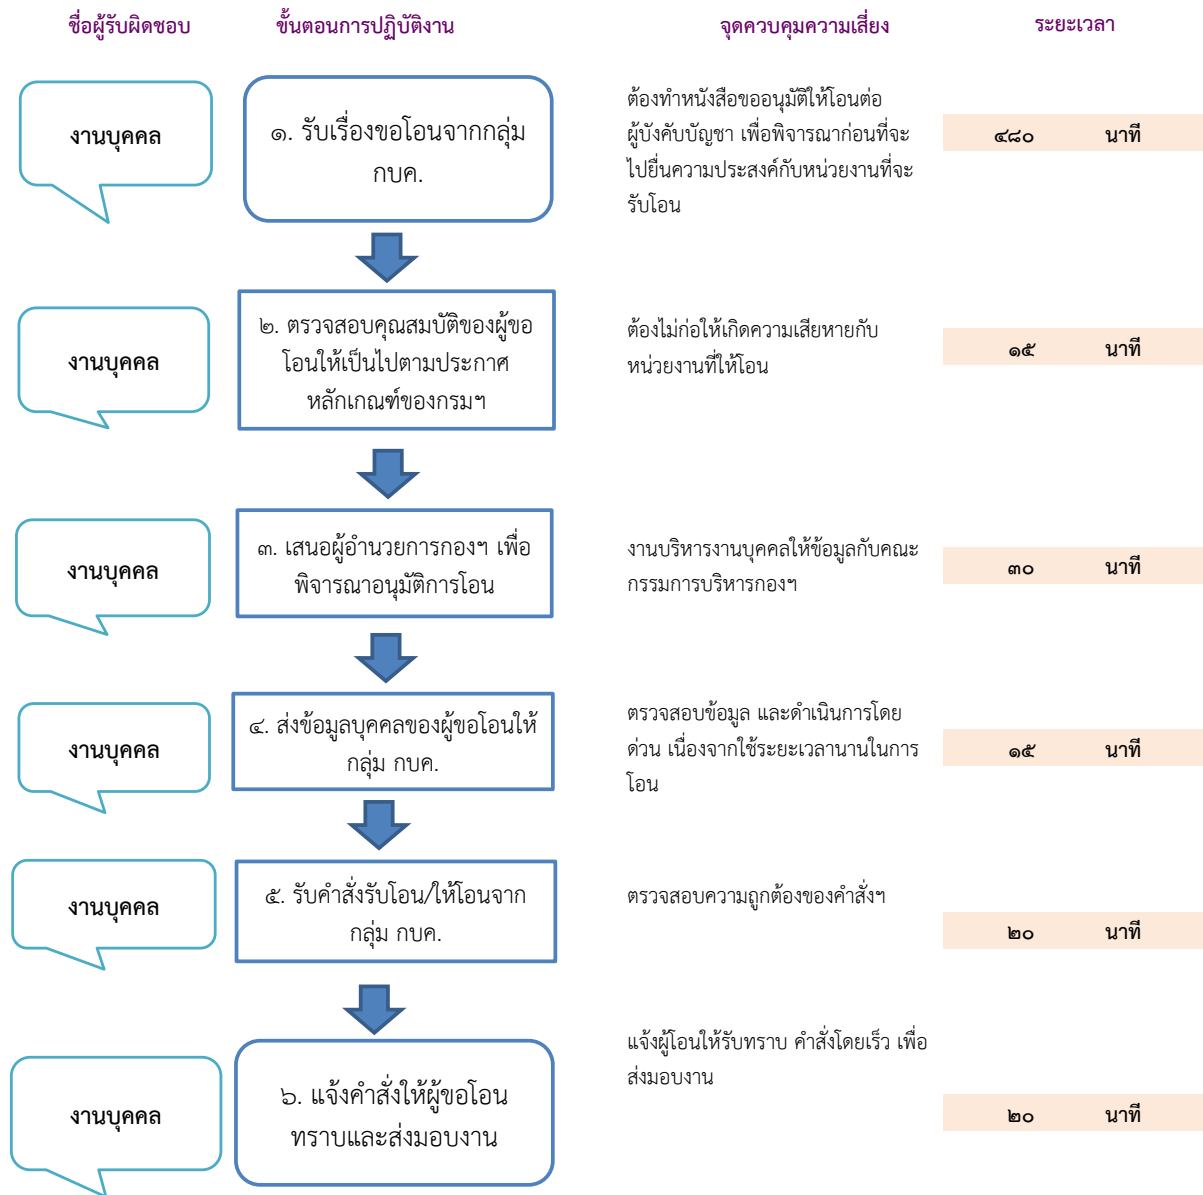 ชื่อผู้รับผิดชอบ ขั้นตอนการปฏิบัติงาน จุดควบคุมความเสี่ยง ระยะเวลา
งานบุคคล
๑. รับเรื่องขอโอนจากกลุ่ม
กบค.
ต้องทำหนังสือขออนุมัติให้โอนต่อ
ผู้บังคับบัญชา เพื่อพิจารณาก่อนที่จะ
ไปยื่นความประสงค์กับหน่วยงานที่จะ
รับโอน
๔๘๐ นาที
งานบุคคล
๒. ตรวจสอบคุณสมบัติของผู้ขอ
โอนให้เป็นไปตามประกาศ
หลักเกณฑ์ของกรมฯ
ต้องไม่ก่อให้เกิดความเสียหายกับ
หน่วยงานที่ให้โอน
๑๕ นาที
งานบุคคล
๓. เสนอผู้อำนวยการกองฯ เพื่อ
พิจารณาอนุมัติการโอน
งานบริหารงานบุคคลให้ข้อมูลกับคณะ
กรรมการบริหารกองฯ
๓๐ นาที
งานบุคคล
๔. ส่งข้อมูลบุคคลของผู้ขอโอนให้
กลุ่ม กบค.
ตรวจสอบข้อมูล และดำเนินการโดย
ด่วน เนื่องจากใช้ระยะเวลานานในการ
โอน
๑๕ นาที
งานบุคคล
๕. รับคำสั่งรับโอน/ให้โอนจาก
กลุ่ม กบค.
ตรวจสอบความถูกต้องของคำสั่งฯ
๒๐ นาที
งานบุคคล
๖. แจ้งคำสั่งให้ผู้ขอโอน
ทราบและส่งมอบงาน
แจ้งผู้โอนให้รับทราบ คำสั่งโดยเร็ว เพื่อ
ส่งมอบงาน
๒๐ นาที